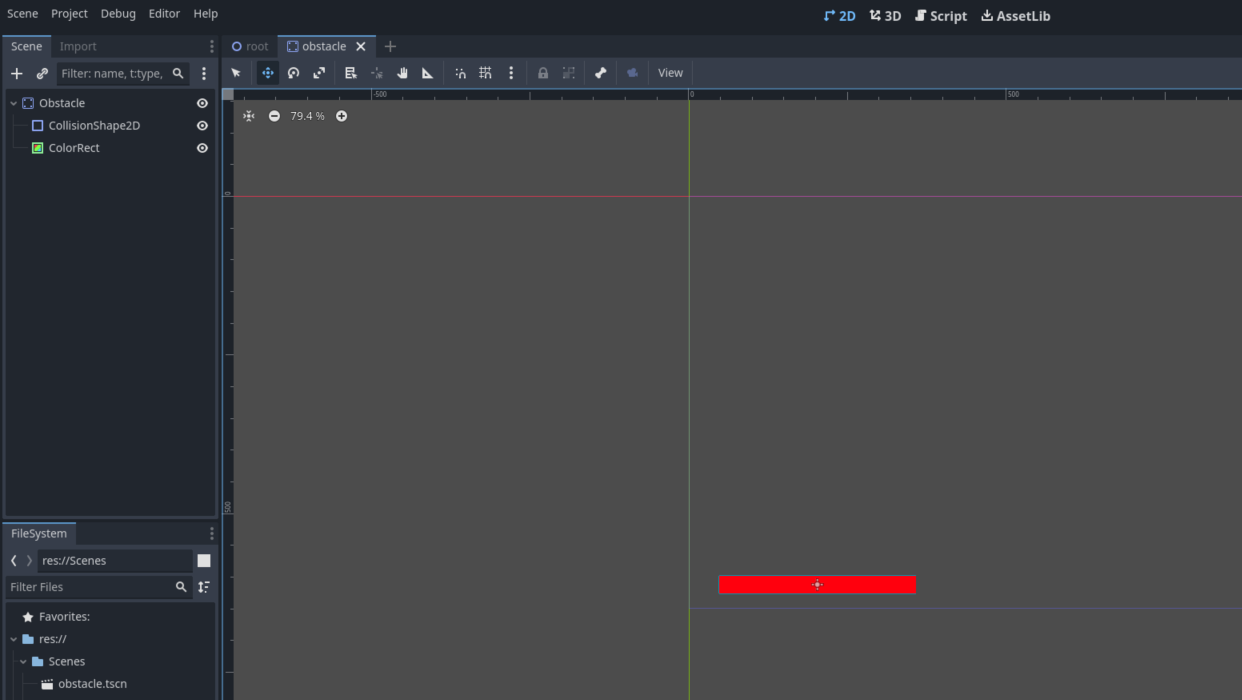 Scene Project Debug Editor Help
2D 3D Script AssetLib
Scene Import
root obstacle
Filter: name, t:type,
View
-500 0 500
Obstacle
79.4 %
CollisionShape2D
ColorRect
0
500
FileSystem
res://Scenes
Filter Files
Favorites:
res://
Scenes
obstacle.tscn